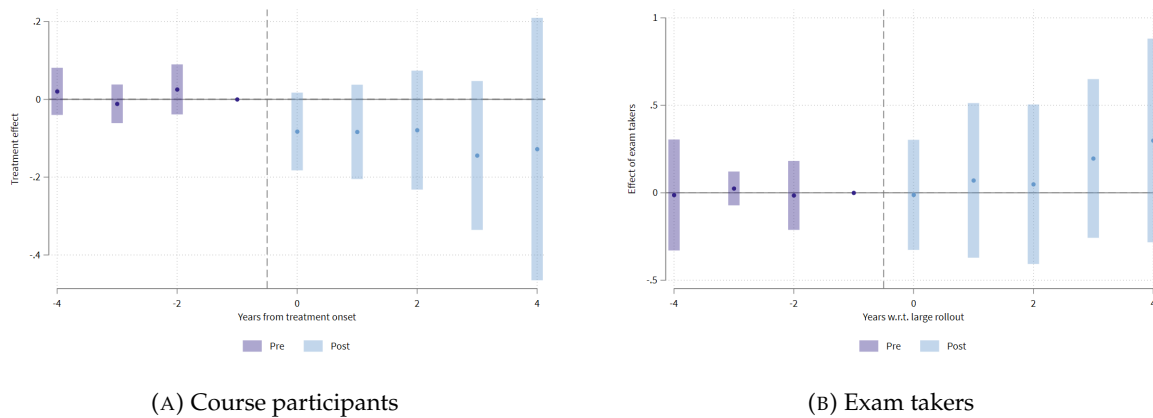 Treatment effect
.2
0
-.2
-.4
-4
-2
0
2
4
Years from treatment onset
Pre
Post
(A) Course participants
Effect of exam takers
1
.5
0
-.5
-4
-2
0
2
4
Years w.r.t. large rollout
Pre
Post
(B) Exam takers